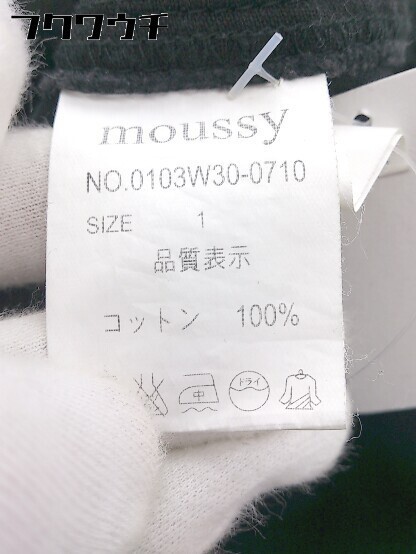 フクワウチ
moussy
NO.0103W30-0710
SIZE 1
品質表示
コットン 100%
中
ドライ